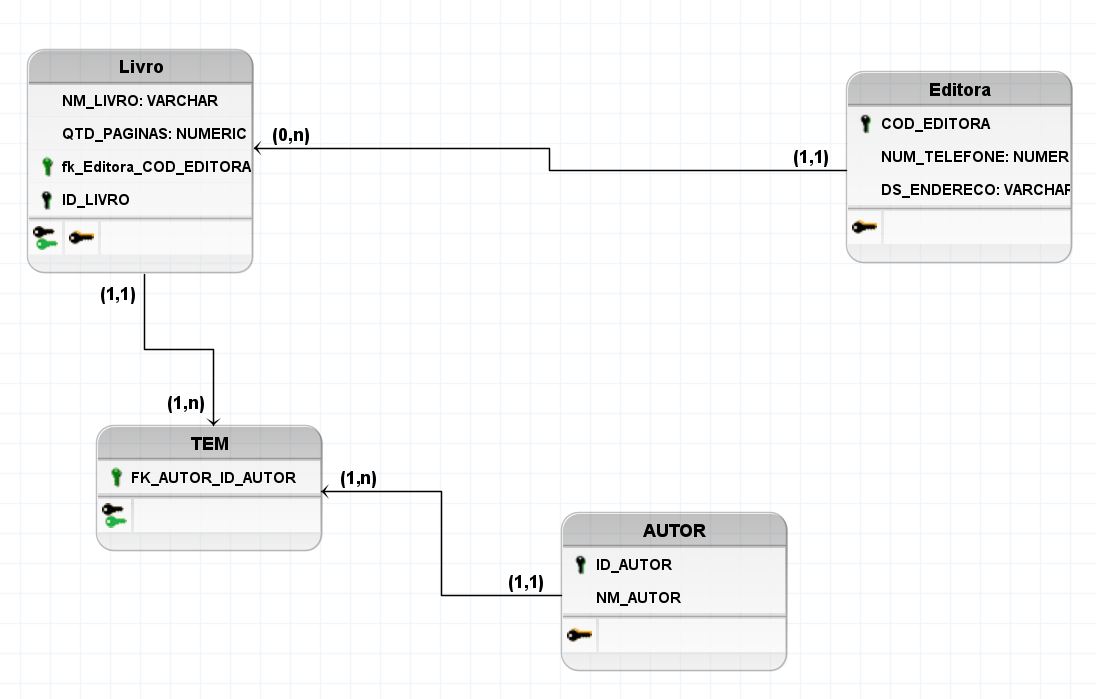 Livro
NM_LIVRO: VARCHAR
QTD_PAGINAS: NUMERIC
fk_Editora_COD_EDITORA
ID_LIVRO
(0,n)
(1,1)
Editora
COD_EDITORA
NUM_TELEFONE: NUMER
DS_ENDERECO: VARCHAR
(1,1)
(1,n)
TEM
FK_AUTOR_ID_AUTOR
(1,n)
(1,1)
AUTOR
ID_AUTOR
NM_AUTOR